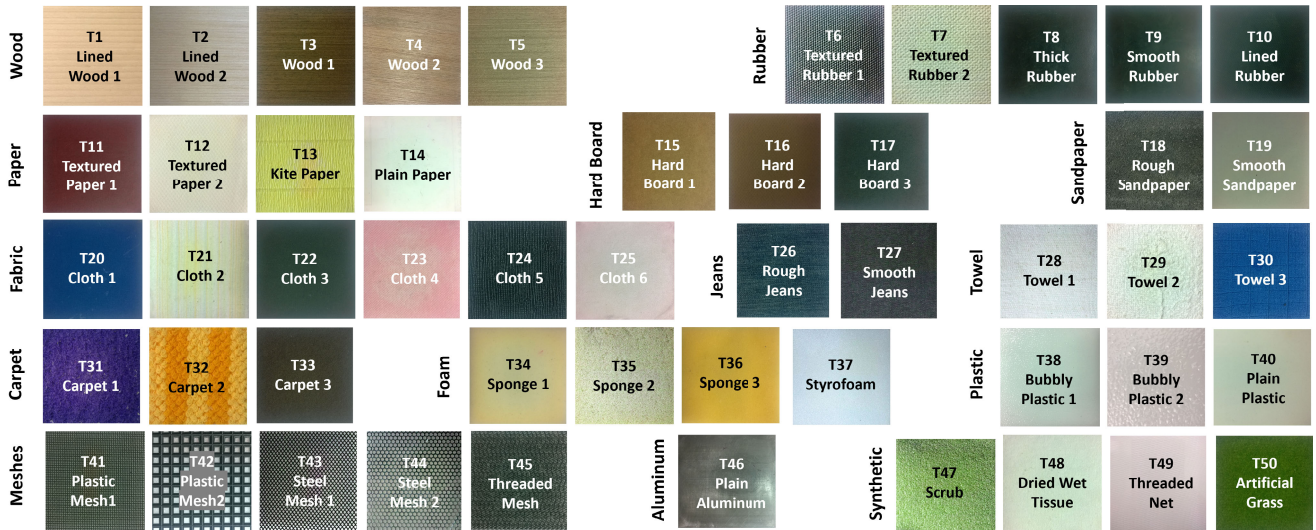 Wood
T1
Lined
Wood 1
T2
Lined
Wood 2
T3
Wood 1
T4
Wood 2
T5
Wood 3
Rubber
T6
Textured
Rubber 1
T7
Textured
Rubber 2
T8
Thick
Rubber
T9
Smooth
Rubber
T10
Lined
Rubber
Paper
T11
Textured
Paper 1
T12
Textured
Paper 2
T13
Kite Paper
T14
Plain Paper
Hard Board
T15
Hard
Board 1
T16
Hard
Board 2
T17
Hard
Board 3
Sandpaper
T18
Rough
Sandpaper
T19
Smooth
Sandpaper
Fabric
T20
Cloth 1
T21
Cloth 2
T22
Cloth 3
T23
Cloth 4
T24
Cloth 5
T25
Cloth 6
Jeans
T26
Rough
Jeans
T27
Smooth
Jeans
Towel
T28
Towel 1
T29
Towel 2
T30
Towel 3
Carpet
T31
Carpet 1
T32
Carpet 2
T33
Carpet 3
Foam
T34
Sponge 1
T35
Sponge 2
T36
Sponge 3
T37
Styrofoam
Plastic
T38
Bubbly
Plastic 1
T39
Bubbly
Plastic 2
T40
Plain
Plastic
Meshes
T41
Plastic
Mesh1
T42
Plastic
Mesh2
T43
Steel
Mesh 1
T44
Steel
Mesh 2
T45
Threaded
Mesh
Aluminum
T46
Plain
Aluminum
Synthetic
T47
Scrub
T48
Dried Wet
Tissue
T49
Threaded
Net
T50
Artificial
Grass